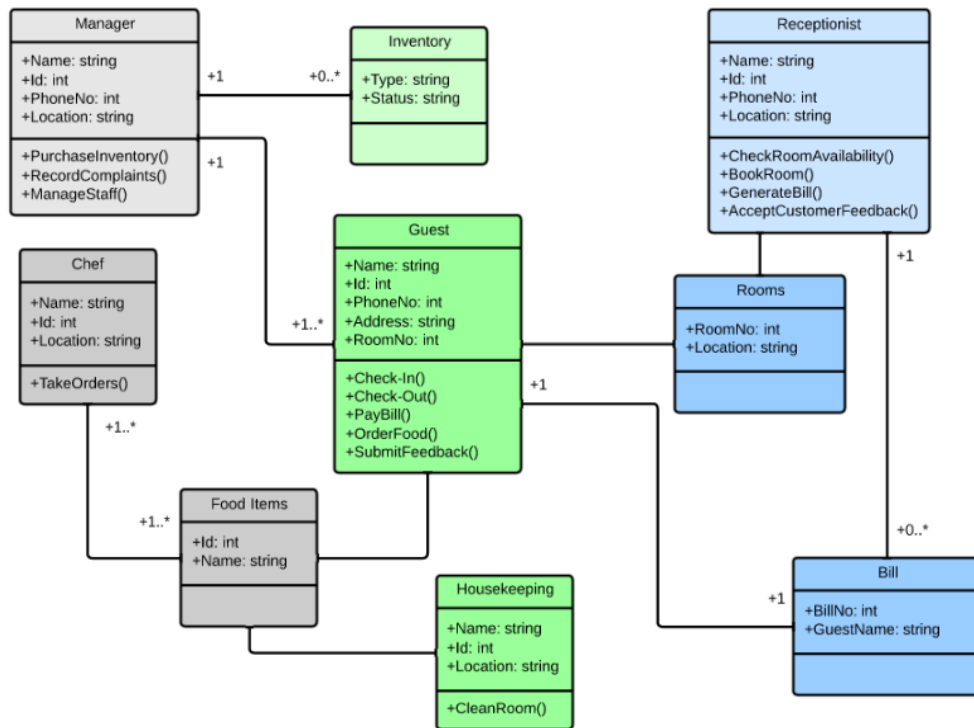 Manager
+Name: string
+Id: int
+PhoneNo: int
+Location: string
+PurchaseInventory()
+RecordComplaints()
+ManageStaff()
+1
+0..*
Inventory
+Type: string
+Status: string
Receptionist
+Name: string
+Id: int
+PhoneNo: int
+Location: string
+CheckRoomAvailability()
+BookRoom()
+GenerateBill()
+AcceptCustomerFeedback()
+1
+1
Chef
+Name: string
+Id: int
+Location: string
+TakeOrders()
+1..*
+1..*
Guest
+Name: string
+Id: int
+PhoneNo: int
+Address: string
+RoomNo: int
+Check-In()
+Check-Out()
+PayBill()
+OrderFood()
+SubmitFeedback()
+1
Rooms
+RoomNo: int
+Location: string
+1..*
Food Items
+Id: int
+Name: string
Housekeeping
+Name: string
+Id: int
+Location: string
+CleanRoom()
+0..*
+1
Bill
+BillNo: int
+GuestName: string